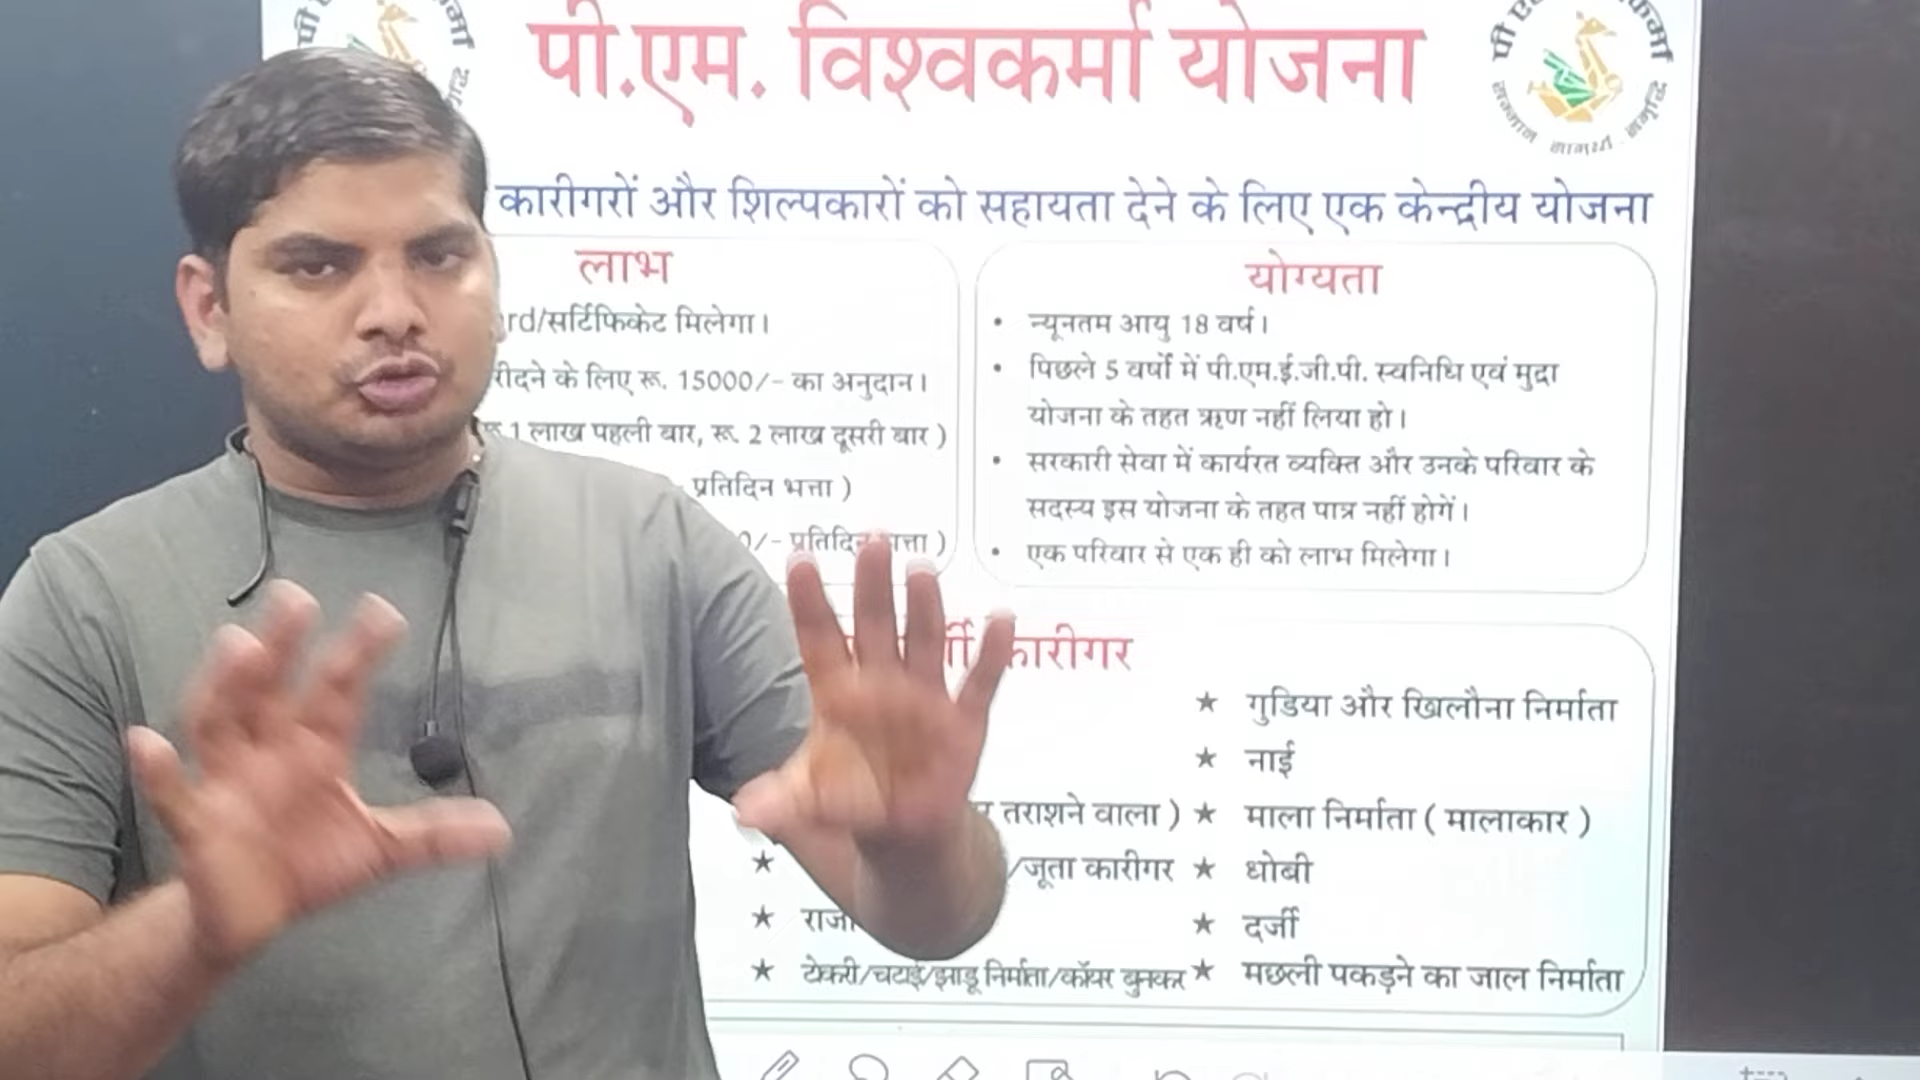 पी.एम. विश्वकर्मा योजना
कारीगरों और शिल्पकारों को सहायता देने के लिए एक केन्द्रीय योजना
लाभ
rd/सर्टिफिकेट मिलेगा।
के लिए रू. 15000/- का अनुदान।
1 लाख पहली बार, रू. 2 लाख दूसरी बार )
प्रतिदिन भत्ता )
0/- प्रतिदिन भत्ता )
योग्यता
• न्यूनतम आयु 18 वर्ष।
• पिछले 5 वर्षों में पी.एम.ई.जी.पी. स्वनिधि एवं मुद्रा
योजना के तहत ऋण नहीं लिया हो।
• सरकारी सेवा में कार्यरत व्यक्ति और उनके परिवार के
सदस्य इस योजना के तहत पात्र नहीं होगें।
• एक परिवार से एक ही को लाभ मिलेगा।
कारीगर
तराशने वाला )
★ /जूता कारीगर
★
★ टोकरी/चटाई/झाडू निर्माता/कॉयर बुनकर
★ गुडिया और खिलौना निर्माता
★ नाई
★ माला निर्माता ( मालाकार )
★ धोबी
★ दर्जी
★ मछली पकड़ने का जाल निर्माता